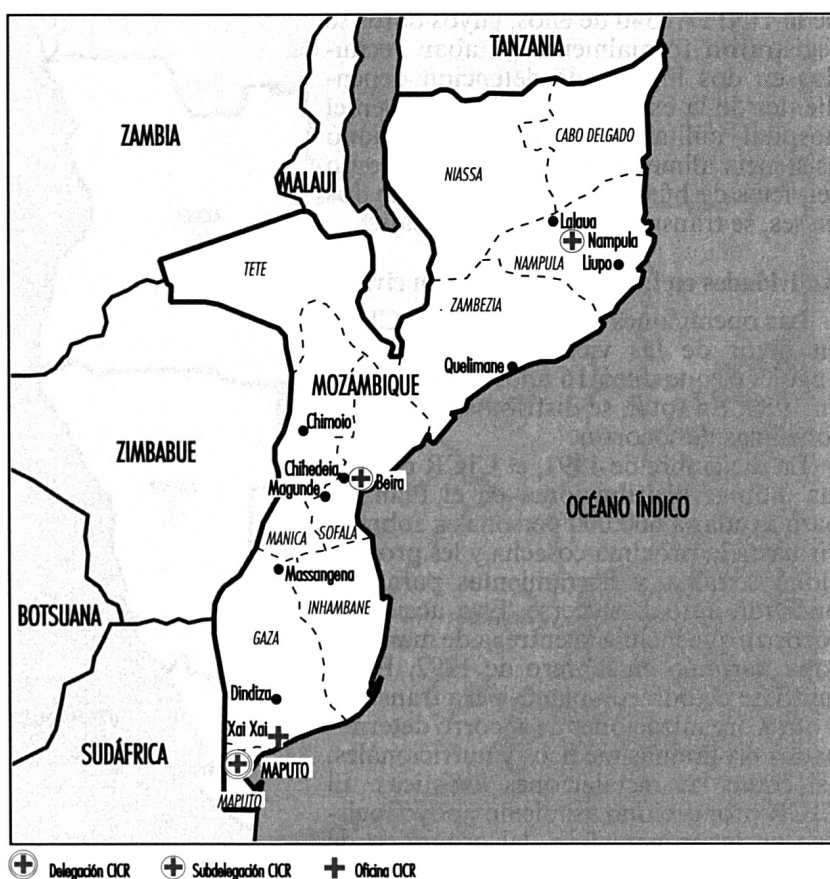 TANZANIA
ZAMBIA
CABO DELGADO
NIASSA
MALAUI
Lalaua
Nampula
NAMPULA
Liupo
TETE
ZAMBEZIA
Quelimane
MOZAMBIQUE
Chimoio
ZIMBABUE
Chihedeia
Beira
Magunde
OCÉANO ÍNDICO
MANICA
SOFALA
Massangena
BOTSUANA
INHAMBANE
GAZA
Dindiza
Xai Xai
SUDÁFRICA
MAPUTO
MAPUTO
Delegación CICR Subdelegación CICR Oficina CICR